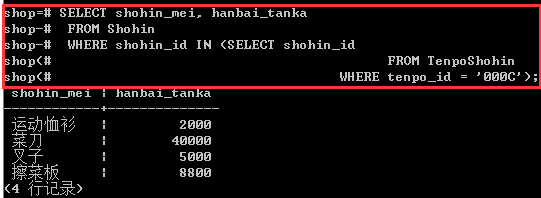 shop=# SELECT shohin_mei, hanbai_tanka
shop-#  FROM Shohin
shop-#  WHERE shohin_id IN (SELECT shohin_id
shop(#                        FROM TenpoShohin
shop(#                       WHERE tenpo_id = '000C');
shohin_mei | hanbai_tanka
------------+--------------
运动恤衫 | 2000
菜刀 | 40000
叉子 | 5000
擦菜板 | 8800
(4 行记录)